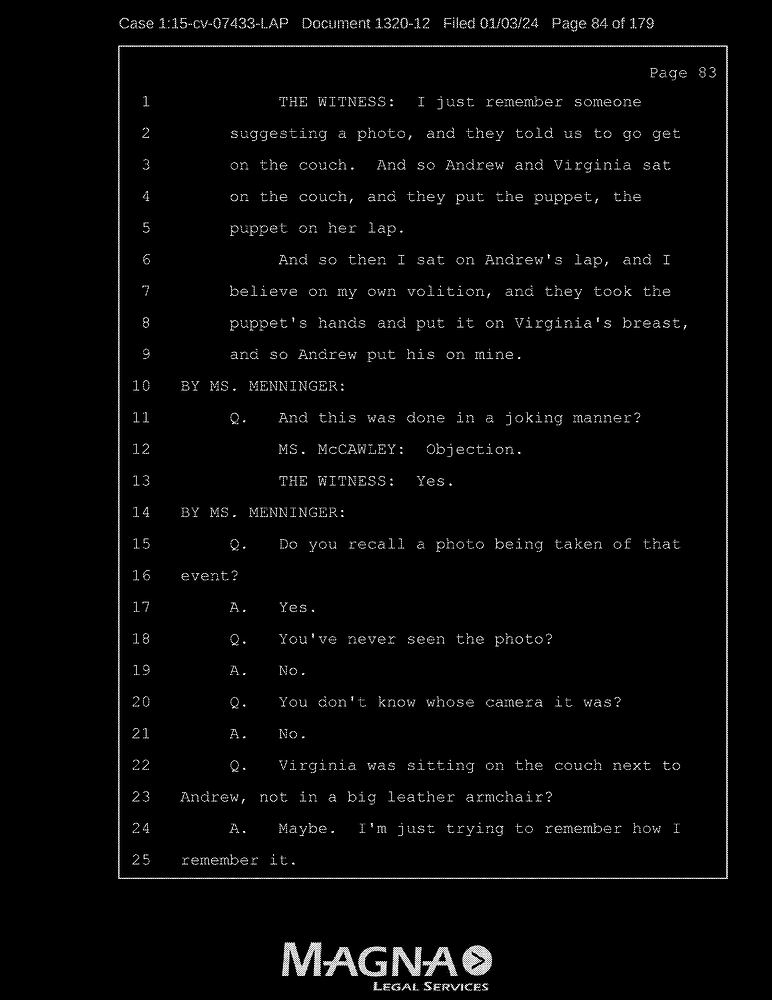 Case 1:15-cv-07433-LAP Document 1320-12 Filed 01/03/24 Page 84 of 179
Page 83
1 THE WITNESS: I just remember someone
2 suggesting a photo, and they told us to go get
3 on the couch. And so Andrew and Virginia sat
4 on the couch, and they put the puppet, the
5 puppet on her lap.
6 And so then I sat on Andrew's lap, and I
7 believe on my own volition, and they took the
8 puppet's hands and put it on Virginia's breast,
9 and so Andrew put his on mine.
10 BY MS. MENNINGER:
11 Q. And this was done in a joking manner?
12 MS. McCAWLEY: Objection.
13 THE WITNESS: Yes.
14 BY MS. MENNINGER:
15 Q. Do you recall a photo being taken of that
16 event?
17 A. Yes.
18 Q. You've never seen the photo?
19 A. No.
20 Q. You don't know whose camera it was?
21 A. No.
22 Q. Virginia was sitting on the couch next to
23 Andrew, not in a big leather armchair?
24 A. Maybe. I'm just trying to remember how I
25 remember it.
MAGNA
LEGAL SERVICES